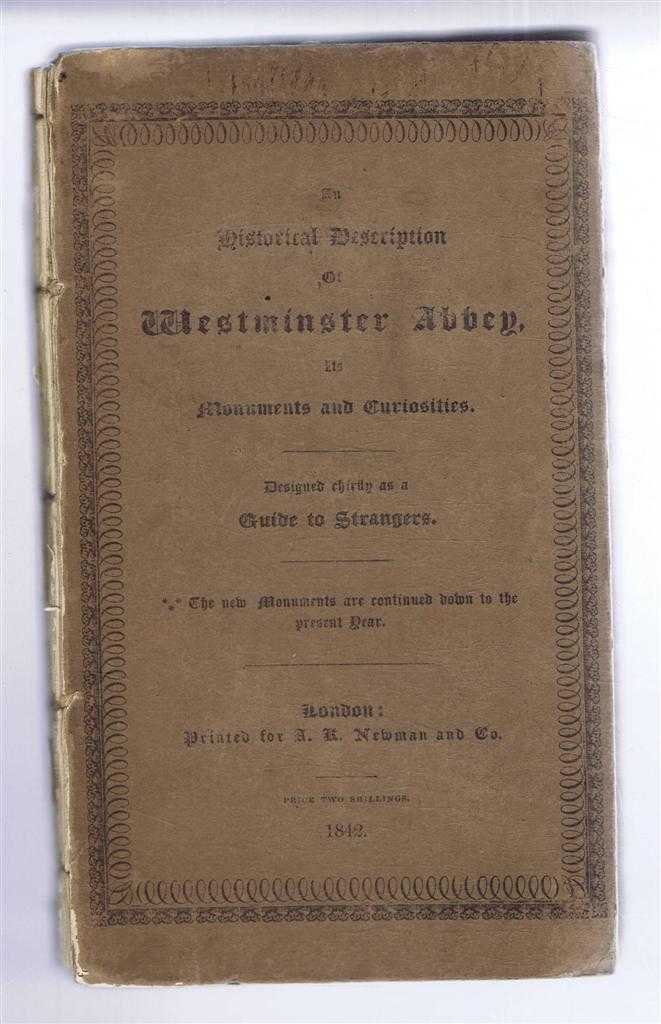 An
Historical Description
Of
Westminster Abbey,
Its
Monuments and Curiosities.
Designed chiefly as a
Guide to Strangers.
*** The new Monuments are continued down to the
present Year.
London:
Printed for A. K. Newman and Co.
PRICE TWO SHILLINGS.
1842.